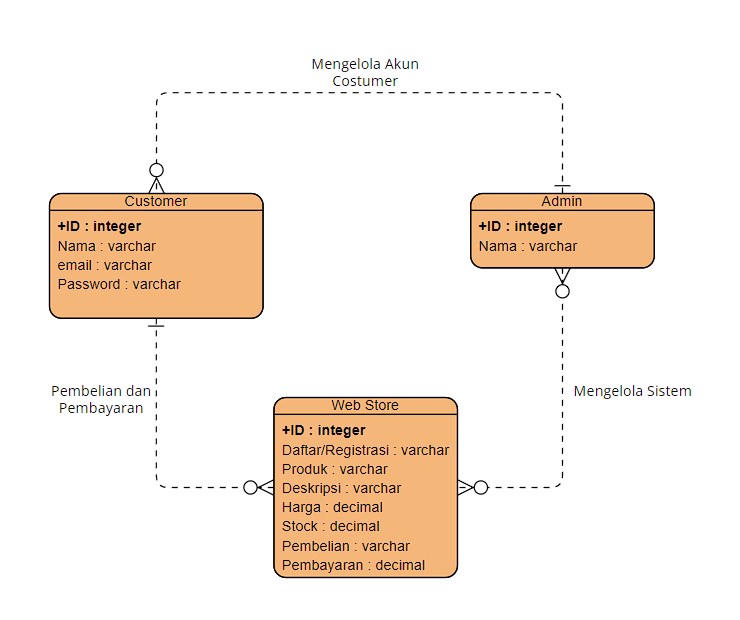 Mengelola Akun
Costumer
Customer
+ID : integer
Nama : varchar
email : varchar
Password : varchar
Admin
+ID : integer
Nama : varchar
Pembelian dan
Pembayaran
Mengelola Sistem
Web Store
+ID : integer
Daftar/Registrasi : varchar
Produk : varchar
Deskripsi : varchar
Harga : decimal
Stock : decimal
Pembelian : varchar
Pembayaran : decimal